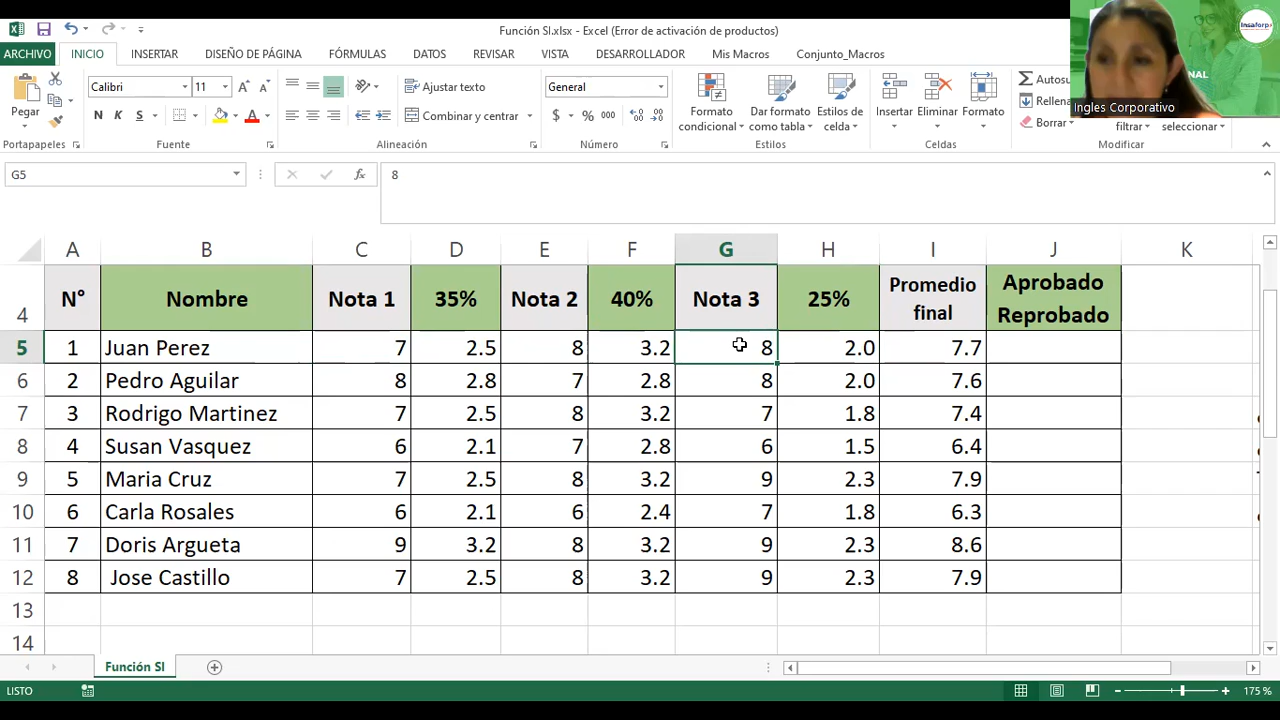 Función SI.xlsx - Excel (Error de activación de productos)
ARCHIVO INICIO INSERTAR DISEÑO DE PÁGINA FÓRMULAS DATOS REVISAR VISTA DESARROLLADOR Mis Macros Conjunto_Macros
Insaforp
NAL
Ingles Corporativo
Pegar
Calibri 11
N K S
Ajustar texto
Combinar y centrar
General
$ % 000
Formato condicional
Dar formato como tabla
Estilos de celda
Insertar
Eliminar
Formato
Autosu
Rellena
Borrar
filtrar
seleccionar
Portapapeles Fuente Alineación Número Estilos Celdas Modificar
G5 fx 8
A B C D E F G H I J K
4 N° Nombre Nota 1 35% Nota 2 40% Nota 3 25% Promedio final Aprobado Reprobado
5 1 Juan Perez 7 2.5 8 3.2 8 2.0 7.7
6 2 Pedro Aguilar 8 2.8 7 2.8 8 2.0 7.6
7 3 Rodrigo Martinez 7 2.5 8 3.2 7 1.8 7.4
8 4 Susan Vasquez 6 2.1 7 2.8 6 1.5 6.4
9 5 Maria Cruz 7 2.5 8 3.2 9 2.3 7.9
10 6 Carla Rosales 6 2.1 6 2.4 7 1.8 6.3
11 7 Doris Argueta 9 3.2 8 3.2 9 2.3 8.6
12 8 Jose Castillo 7 2.5 8 3.2 9 2.3 7.9
13
14
Función SI
LISTO 175 %